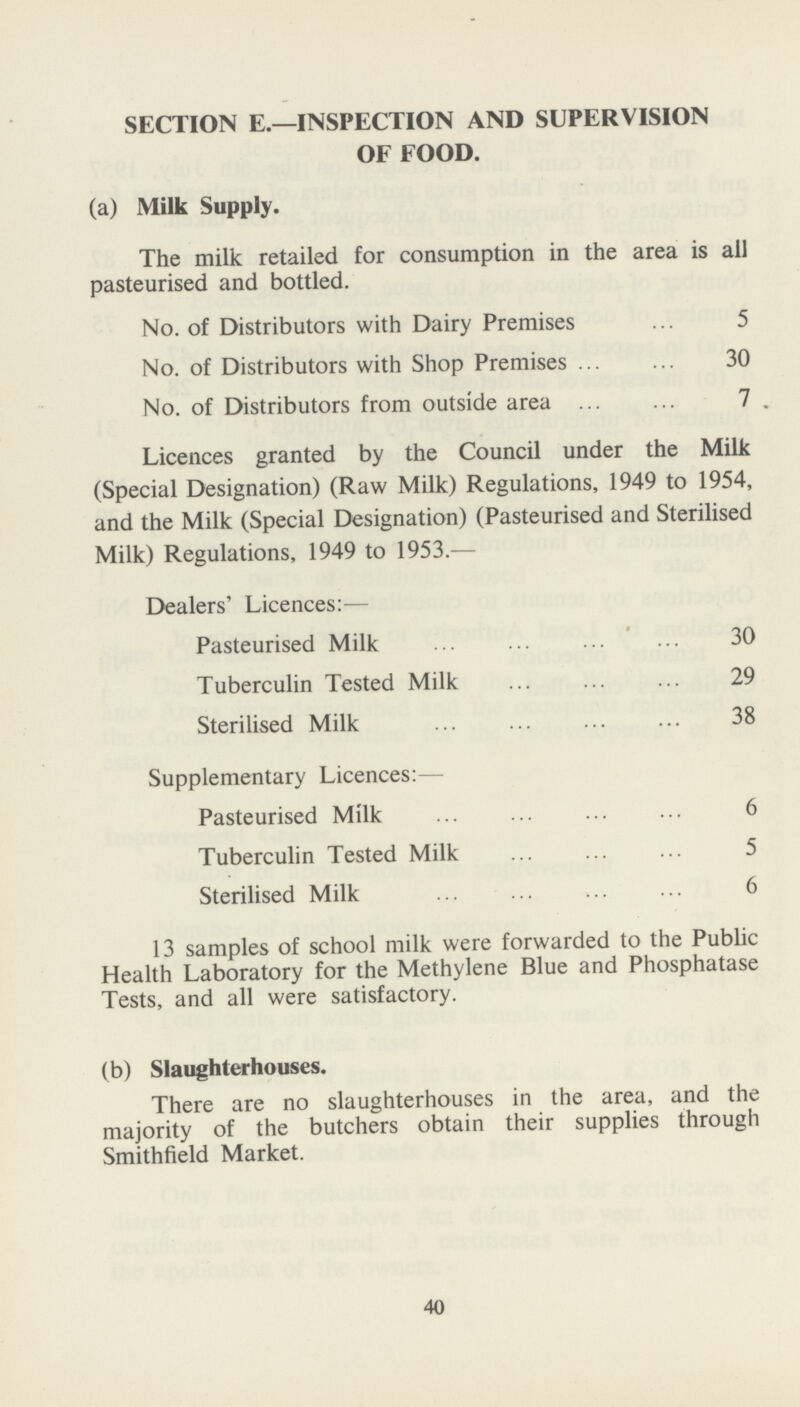 SECTION E.—INSPECTION AND SUPERVISION
OF FOOD.
(a) Milk Supply.
The milk retailed for consumption in the area is all
pasteurised and bottled.
No. of Distributors with Dairy Premises ... 5
No. of Distributors with Shop Premises ... ... 30
No. of Distributors from outside area ... ... 7
Licences granted by the Council under the Milk
(Special Designation) (Raw Milk) Regulations, 1949 to 1954,
and the Milk (Special Designation) (Pasteurised and Sterilised
Milk) Regulations, 1949 to 1953.—
Dealers' Licences:—
Pasteurised Milk ... ... ... ... 30
Tuberculin Tested Milk ... ... ... 29
Sterilised Milk ... ... ... ... 38
Supplementary Licences:—
Pasteurised Milk ... ... ... ... 6
Tuberculin Tested Milk ... ... ... 5
Sterilised Milk ... ... ... ... 6
13 samples of school milk were forwarded to the Public
Health Laboratory for the Methylene Blue and Phosphatase
Tests, and all were satisfactory.
(b) Slaughterhouses.
There are no slaughterhouses in the area, and the
majority of the butchers obtain their supplies through
Smithfield Market.
40